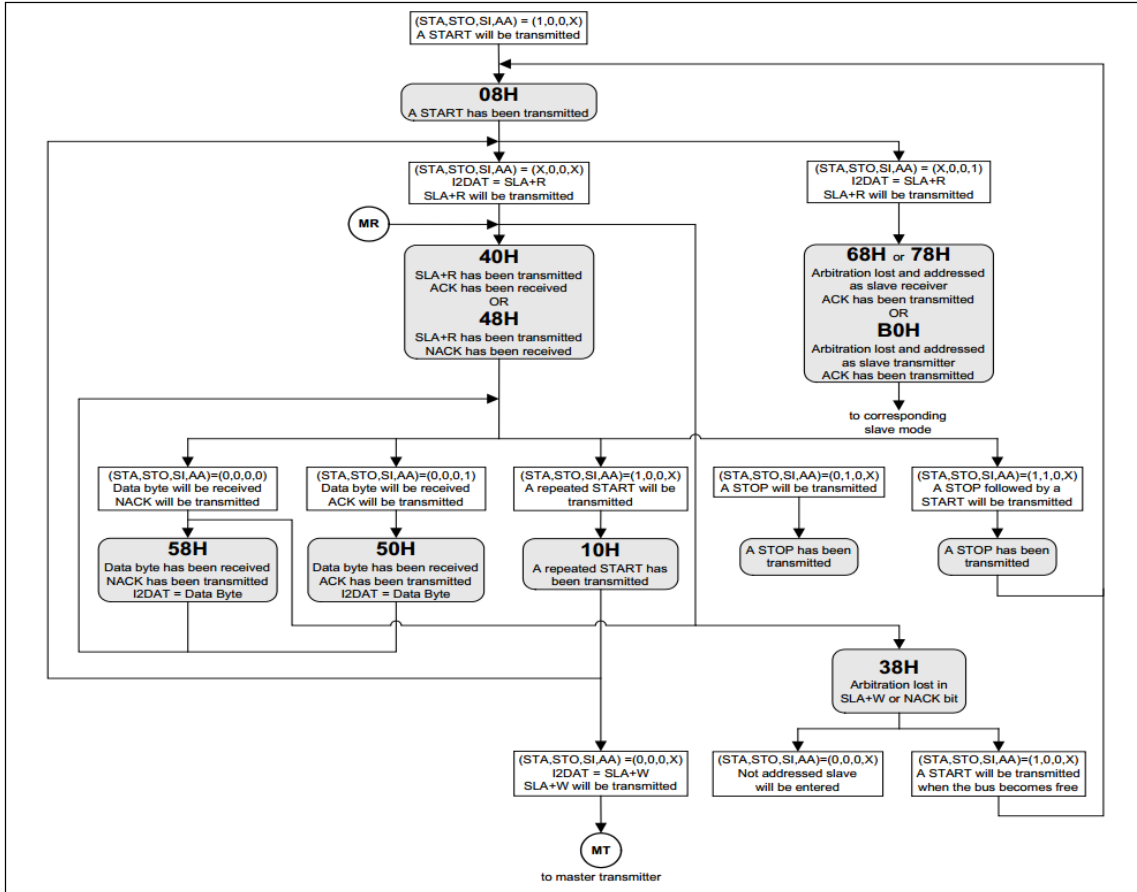 (STA,STO,SI,AA) = (1,0,0,X)
A START will be transmitted
08H
A START has been transmitted
(STA,STO,SI,AA) = (X,0,0,X)
I2DAT = SLA+R
SLA+R will be transmitted
(STA,STO,SI,AA) = (X,0,0,1)
I2DAT = SLA+R
SLA+R will be transmitted
MR
40H
SLA+R has been transmitted
ACK has been received
OR
48H
SLA+R has been transmitted
NACK has been received
68H or 78H
Arbitration lost and addressed
as slave receiver
ACK has been transmitted
OR
B0H
Arbitration lost and addressed
as slave transmitter
ACK has been transmitted
to corresponding
slave mode
(STA,STO,SI,AA)=(0,0,0,0)
Data byte will be received
NACK will be transmitted
(STA,STO,SI,AA)=(0,0,0,1)
Data byte will be received
ACK will be transmitted
(STA,STO,SI,AA)=(1,0,0,X)
A repeated START will be
transmitted
(STA,STO,SI,AA)=(0,1,0,X)
A STOP will be transmitted
(STA,STO,SI,AA)=(1,1,0,X)
A STOP followed by a
START will be transmitted
58H
Data byte has been received
NACK has been transmitted
I2DAT = Data Byte
50H
Data byte has been received
ACK has been transmitted
I2DAT = Data Byte
10H
A repeated START has
been transmitted
A STOP has been
transmitted
A STOP has been
transmitted
38H
Arbitration lost in
SLA+W or NACK bit
(STA,STO,SI,AA) =(0,0,0,X)
I2DAT = SLA+W
SLA+W will be transmitted
(STA,STO,SI,AA)=(0,0,0,X)
Not addressed slave
will be entered
(STA,STO,SI,AA)=(1,0,0,X)
A START will be transmitted
when the bus becomes free
MT
to master transmitter